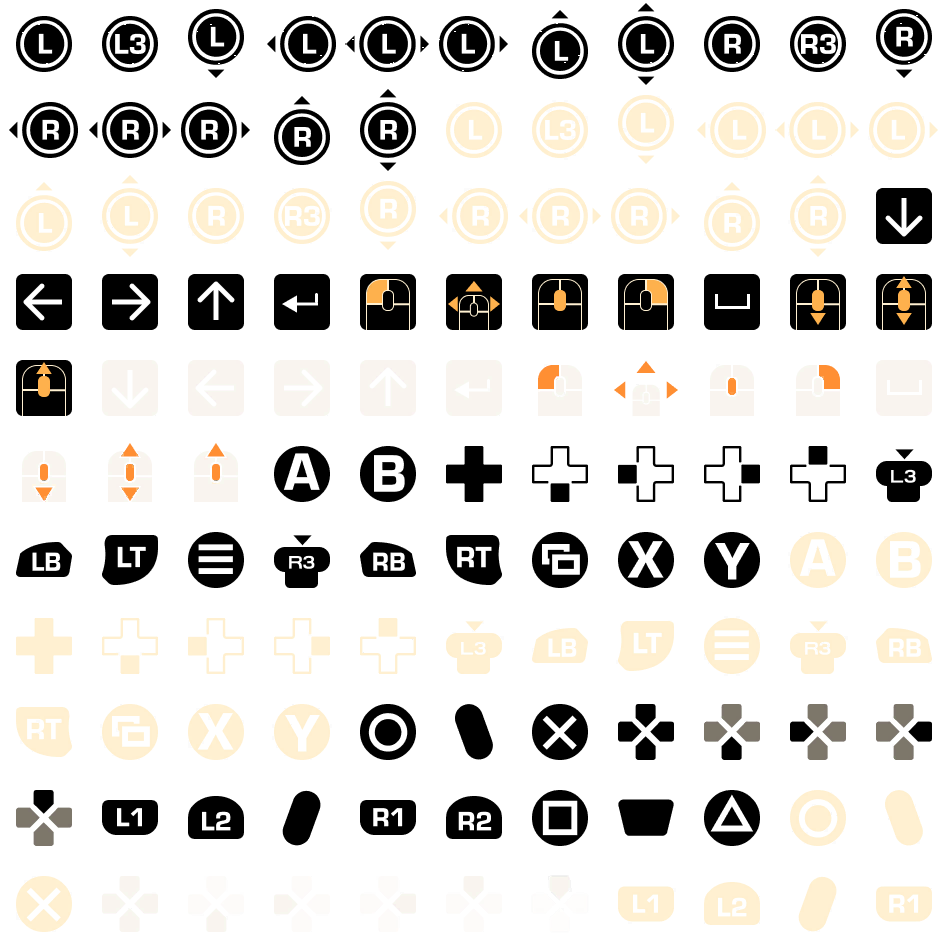 L L3 L L L L L L R R3 R
R R R R R L L3 L L L L
L L R R3 R R R R R R
A B L3
LB LT R3 RB RT X Y A B
L3 LB LT R3 RB
RT X Y
L1 L2 R1 R2
L1 L2 R1